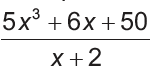 5x³ + 6x + 50
x + 2